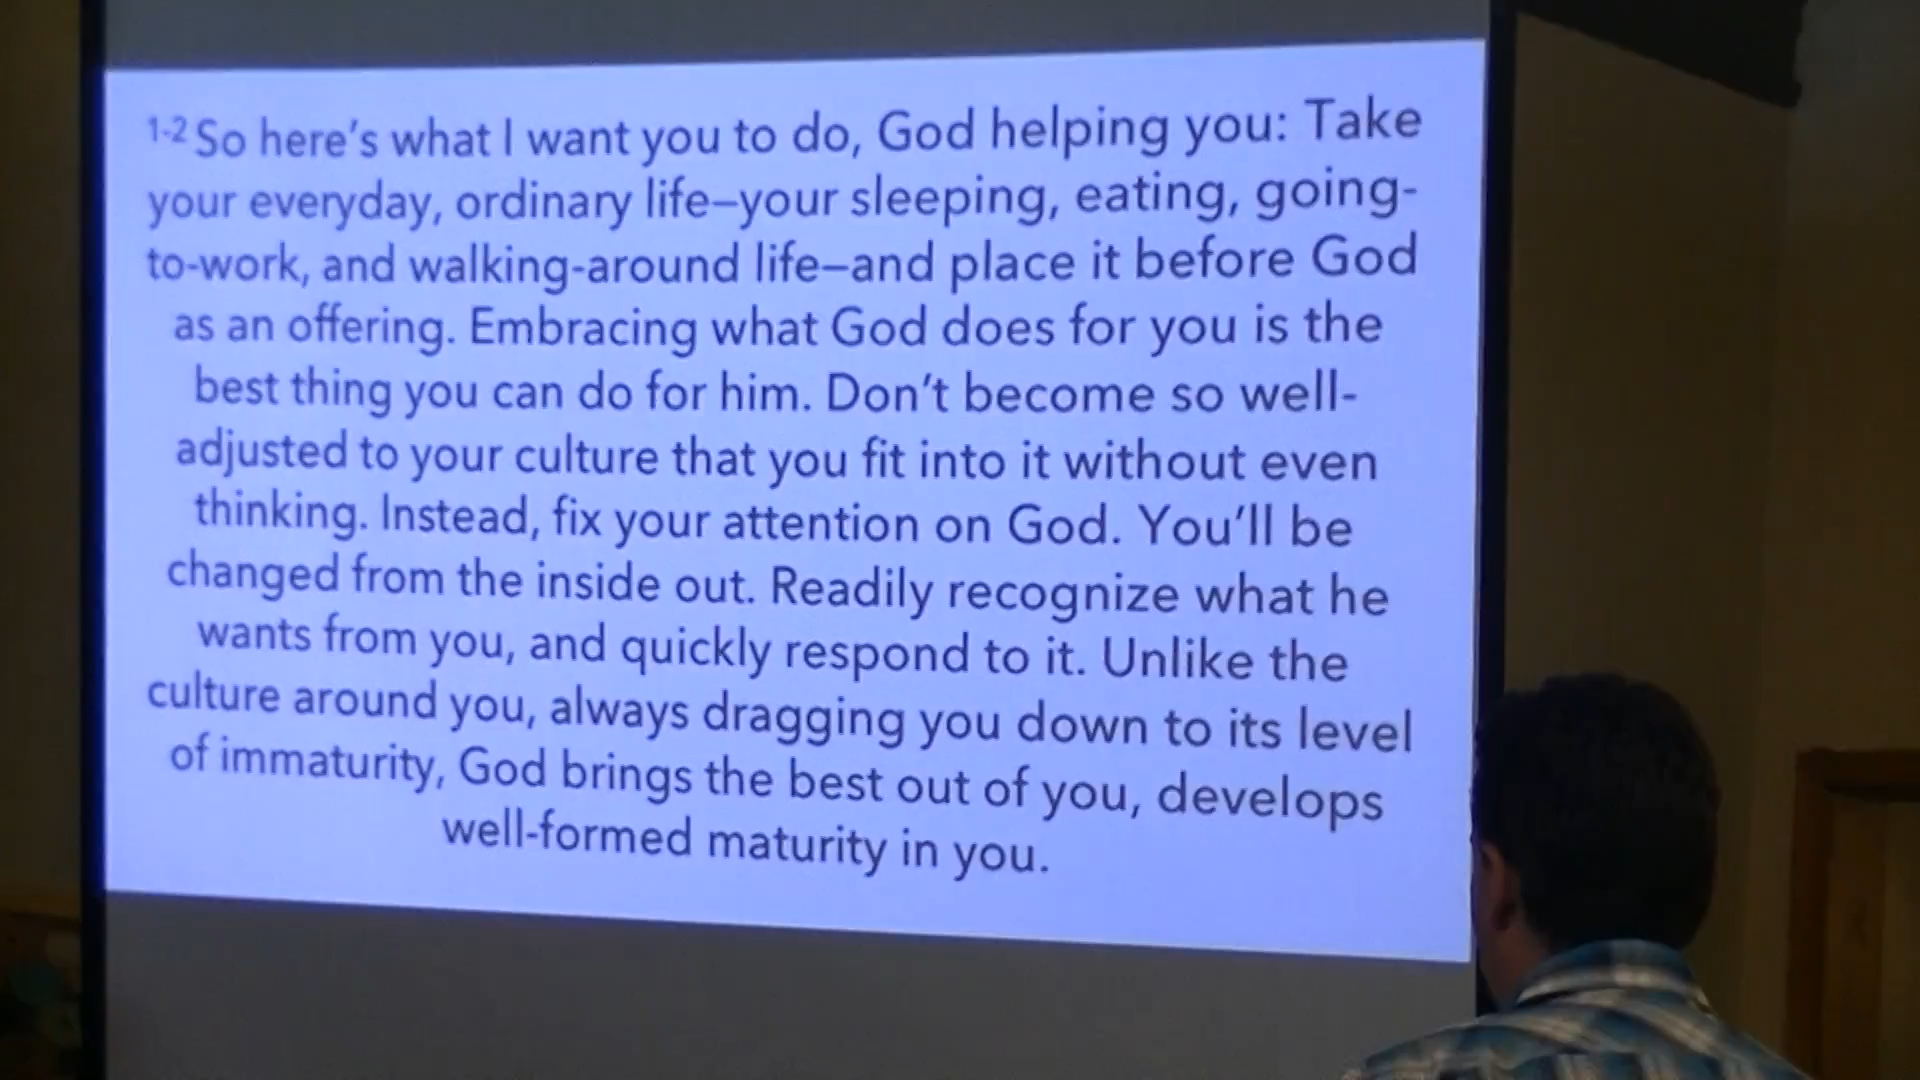 1-2 So here's what I want you to do, God helping you: Take
your everyday, ordinary life–your sleeping, eating, going-
to-work, and walking-around life–and place it before God
as an offering. Embracing what God does for you is the
best thing you can do for him. Don't become so well-
adjusted to your culture that you fit into it without even
thinking. Instead, fix your attention on God. You'll be
changed from the inside out. Readily recognize what he
wants from you, and quickly respond to it. Unlike the
culture around you, always dragging you down to its level
of immaturity, God brings the best out of you, develops
well-formed maturity in you.